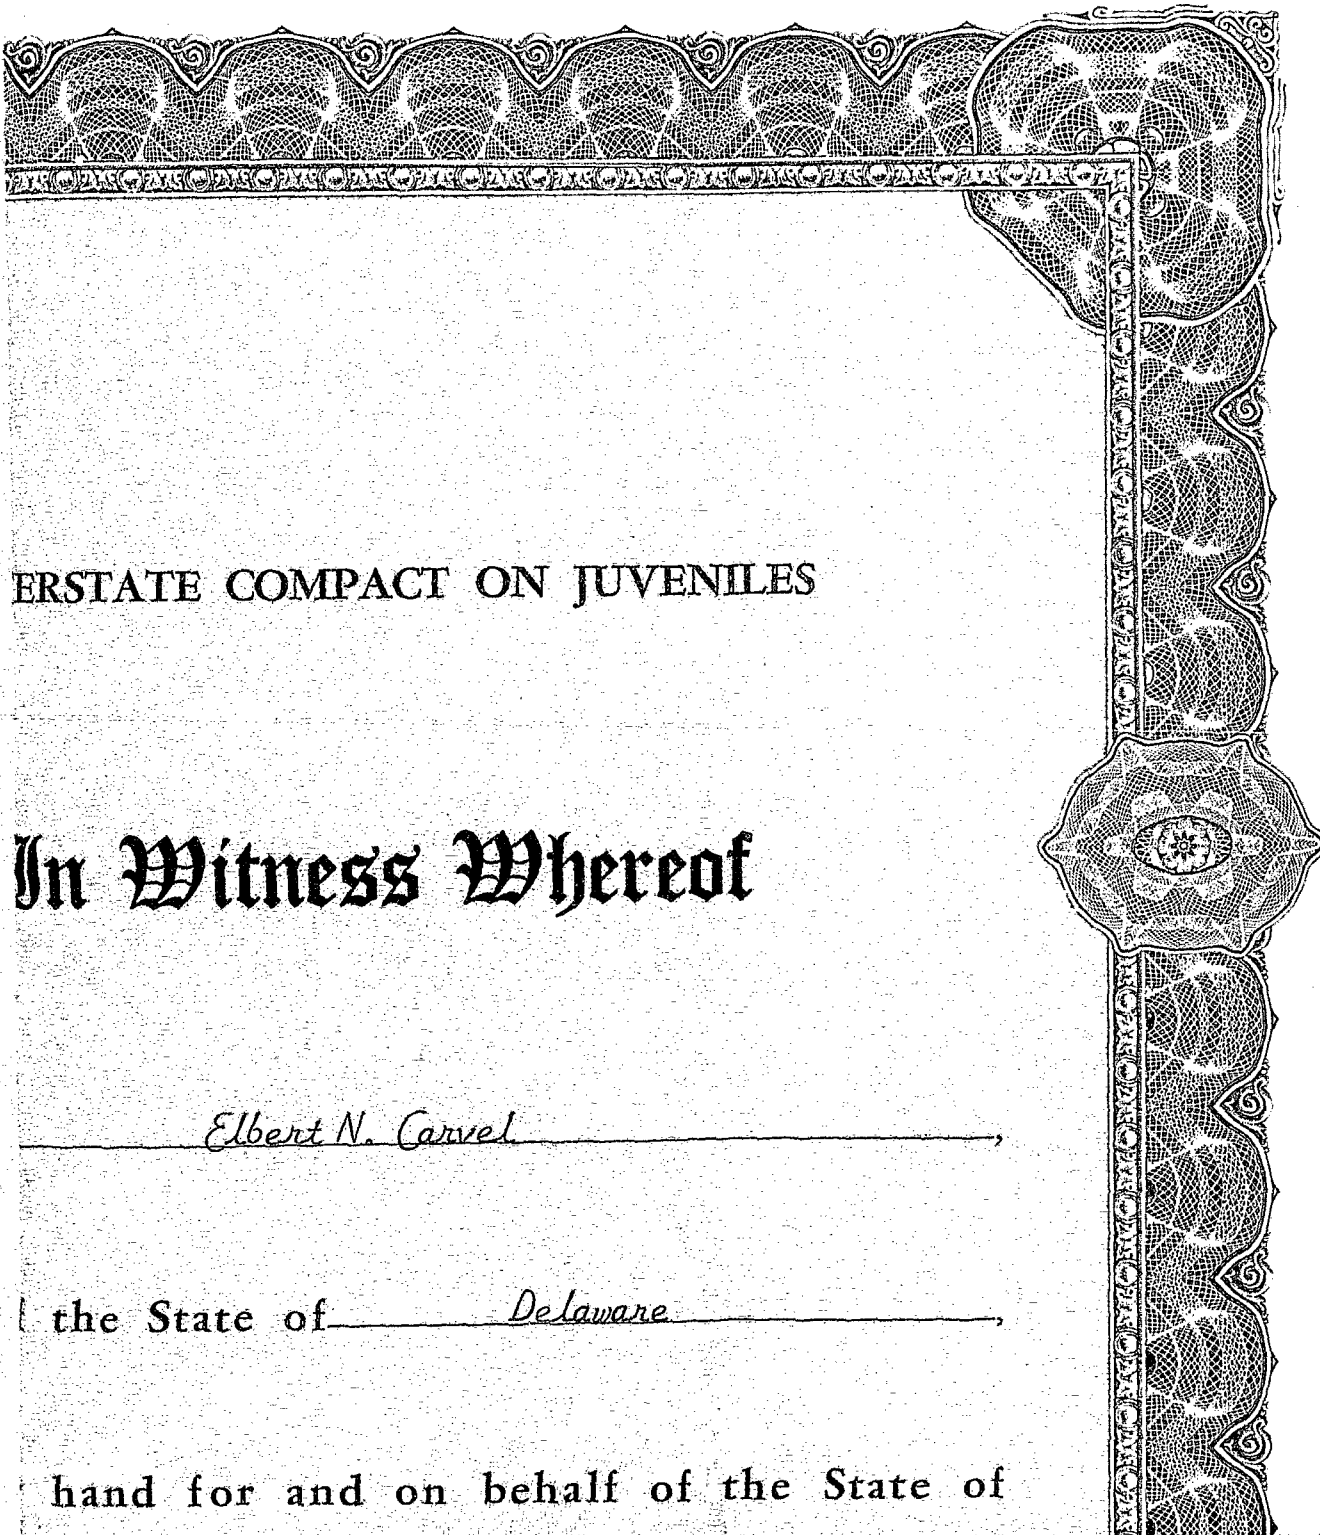 ERSTATE COMPACT ON JUVENILES
In Witness Whereof
Elbert N. Carvel,
the State of Delaware,
hand for and on behalf of the State of